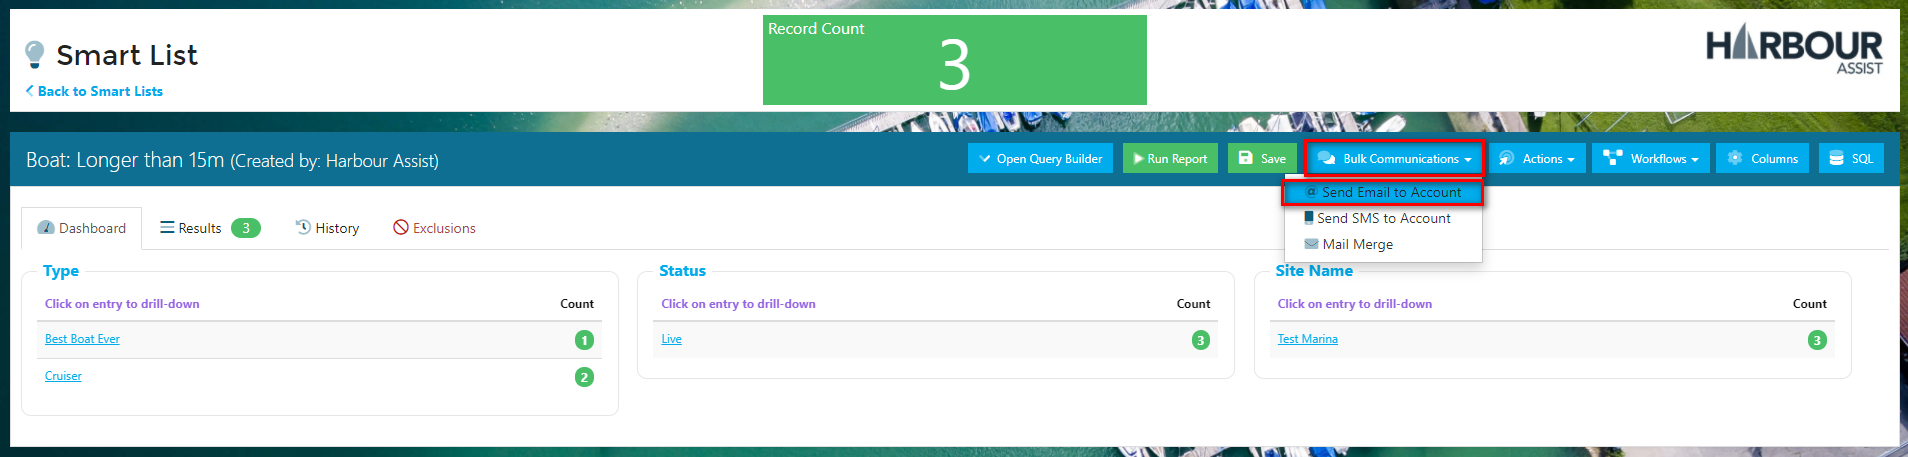 Smart List
Back to Smart Lists
Record Count
3
HARBOUR
ASSIST
Boat: Longer than 15m (Created by: Harbour Assist)
Open Query Builder
Run Report
Save
Bulk Communications
Actions
Workflows
Columns
SQL
@ Send Email to Account
Send SMS to Account
Mail Merge
Dashboard
Results 3
History
Exclusions
Type
Click on entry to drill-down Count
Best Boat Ever 1
Cruiser 2
Status
Click on entry to drill-down Count
Live 3
Site Name
Click on entry to drill-down Count
Test Marina 3